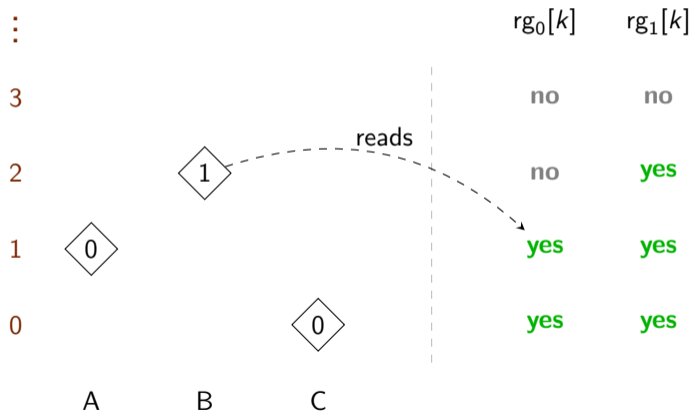 ⋮ rg₀[k] rg₁[k]
3 no no
reads
2 1 no yes
1 0 yes yes
0 0 yes yes
A B C